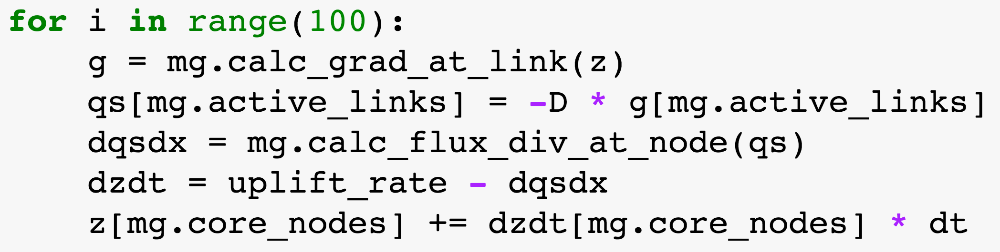 for i in range(100):
    g = mg.calc_grad_at_link(z)
    qs[mg.active_links] = -D * g[mg.active_links]
    dqsdx = mg.calc_flux_div_at_node(qs)
    dzdt = uplift_rate - dqsdx
    z[mg.core_nodes] += dzdt[mg.core_nodes] * dt